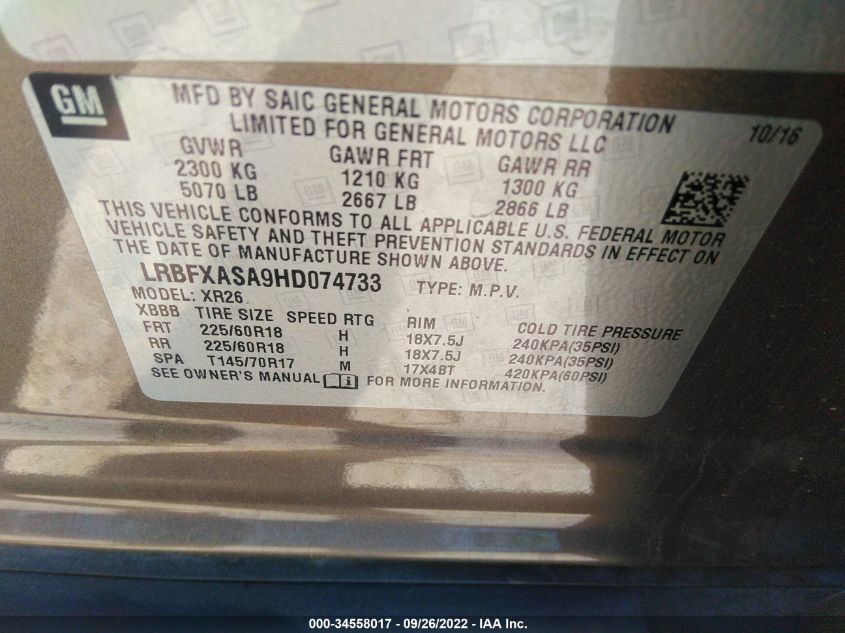 GM
MFD BY SAIC GENERAL MOTORS CORPORATION
LIMITED FOR GENERAL MOTORS LLC
10/16
GVWR GAWR FRT GAWR RR
2300 KG 1210 KG 1300 KG
5070 LB 2667 LB 2866 LB
THIS VEHICLE CONFORMS TO ALL APPLICABLE U.S. FEDERAL MOTOR
VEHICLE SAFETY AND THEFT PREVENTION STANDARDS IN EFFECT ON
THE DATE OF MANUFACTURE SHOWN ABOVE.
LRBFXASA9HD074733 TYPE: M.P.V.
MODEL: XR26
XBBB TIRE SIZE SPEED RTG RIM COLD TIRE PRESSURE
FRT 225/60R18 H 18X7.5J 240KPA(35PSI)
RR 225/60R18 H 18X7.5J 240KPA(35PSI)
SPA T145/70R17 M 17X4BT 420KPA(60PSI)
SEE OWNER'S MANUAL FOR MORE INFORMATION.
000-34558017 - 09/26/2022 - IAA Inc.